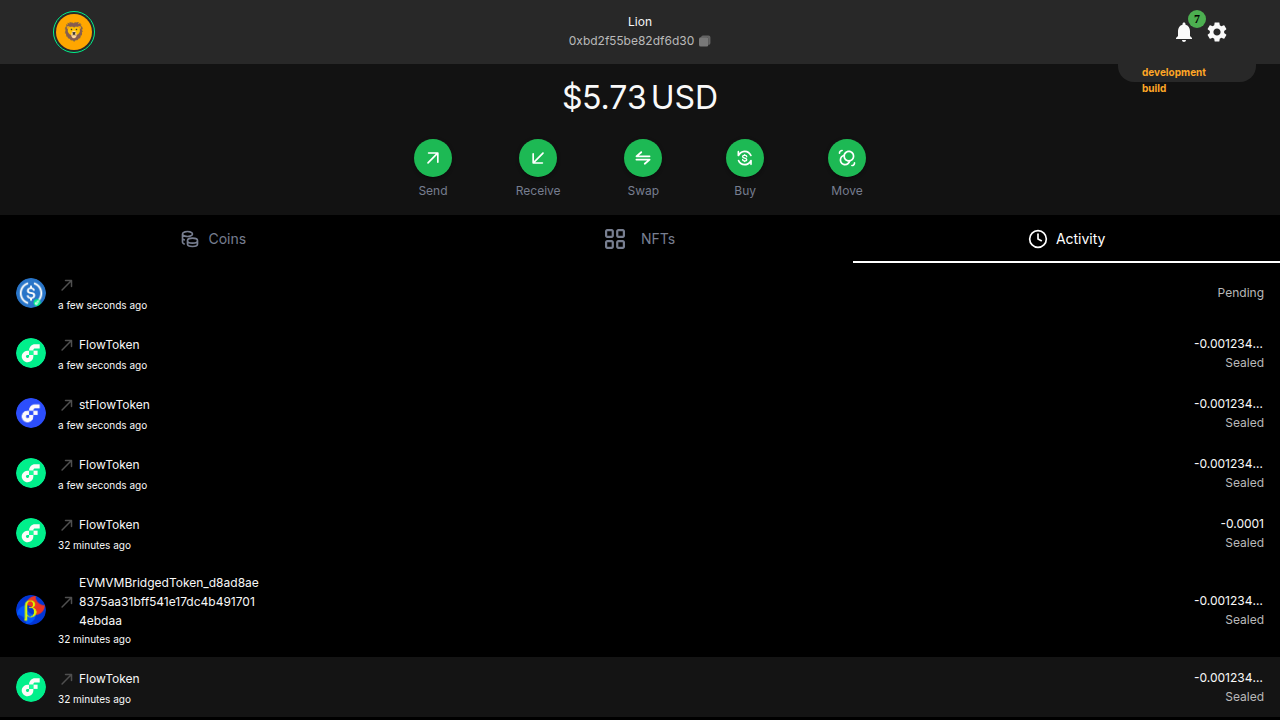 Lion
0xbd2f55be82df6d30
7
development
build
$5.73 USD
Send
Receive
Swap
Buy
Move
Coins
NFTs
Activity
a few seconds ago
Pending
FlowToken
a few seconds ago
-0.001234...
Sealed
stFlowToken
a few seconds ago
-0.001234...
Sealed
FlowToken
a few seconds ago
-0.001234...
Sealed
FlowToken
32 minutes ago
-0.0001
Sealed
EVMVMBridgedToken_d8ad8ae
8375aa31bff541e17dc4b491701
4ebdaa
32 minutes ago
-0.001234...
Sealed
FlowToken
32 minutes ago
-0.001234...
Sealed